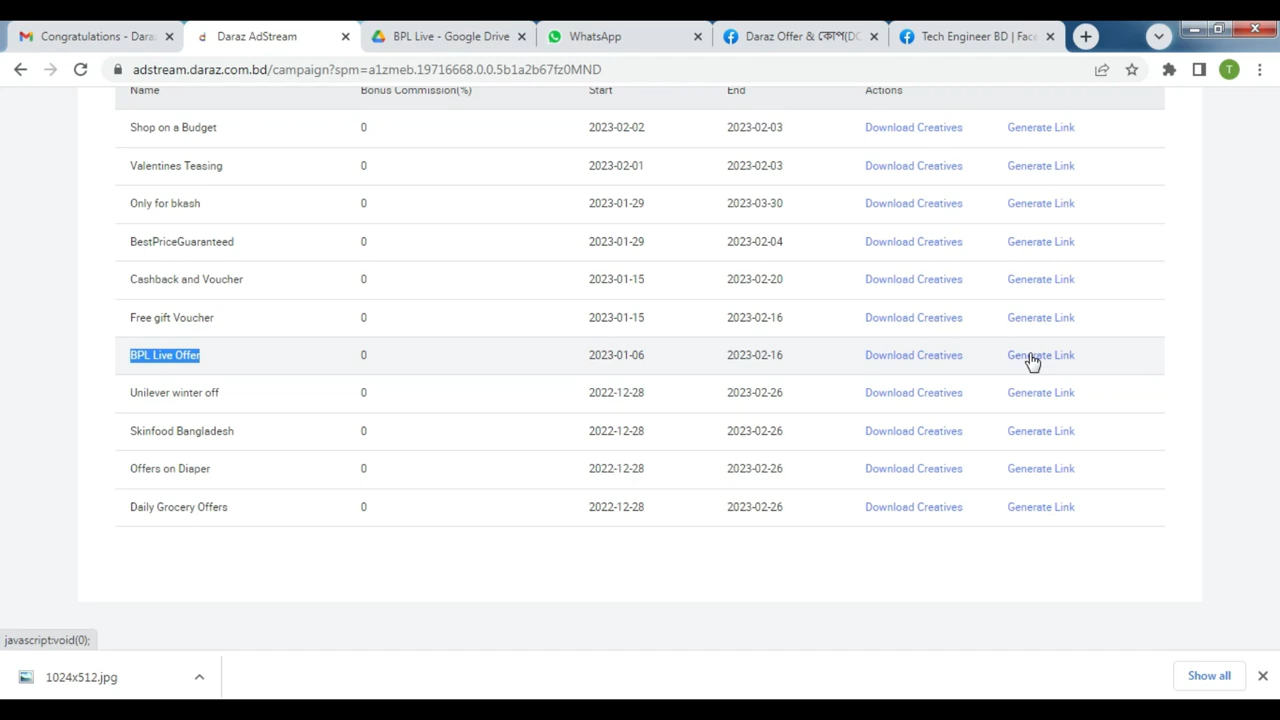 Congratulations - Daraz
Daraz AdStream
BPL Live - Google Drive
WhatsApp
Daraz Offer & কোপ(DC
Tech Engineer BD | Face
adstream.daraz.com.bd/campaign?spm=a1zmeb.19716668.0.0.5b1a2b67fz0MND
T
Name Bonus Commission(%) Start End Actions
Shop on a Budget 0 2023-02-02 2023-02-03 Download Creatives Generate Link
Valentines Teasing 0 2023-02-01 2023-02-03 Download Creatives Generate Link
Only for bkash 0 2023-01-29 2023-03-30 Download Creatives Generate Link
BestPriceGuaranteed 0 2023-01-29 2023-02-04 Download Creatives Generate Link
Cashback and Voucher 0 2023-01-15 2023-02-20 Download Creatives Generate Link
Free gift Voucher 0 2023-01-15 2023-02-16 Download Creatives Generate Link
BPL Live Offer 0 2023-01-06 2023-02-16 Download Creatives Generate Link
Unilever winter off 0 2022-12-28 2023-02-26 Download Creatives Generate Link
Skinfood Bangladesh 0 2022-12-28 2023-02-26 Download Creatives Generate Link
Offers on Diaper 0 2022-12-28 2023-02-26 Download Creatives Generate Link
Daily Grocery Offers 0 2022-12-28 2023-02-26 Download Creatives Generate Link
javascript:void(0);
1024x512.jpg
Show all